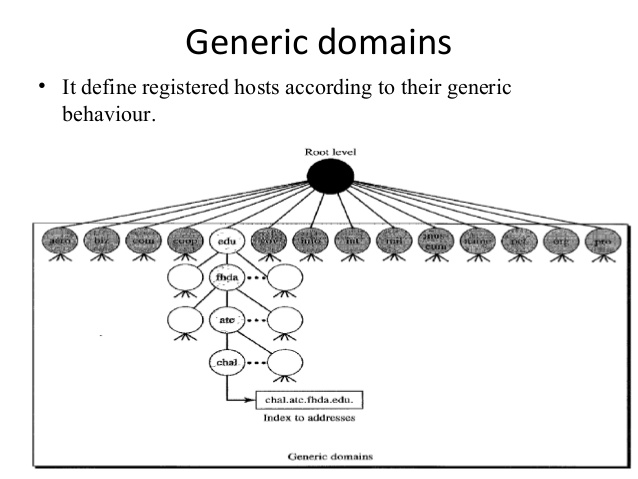 Generic domains
• It define registered hosts according to their generic
behaviour.
Root level
aero biz com coop edu gov info int mil museum name net org pro
fhda
atc
chal
chal.atc.fhda.edu.
Index to addresses
Generic domains